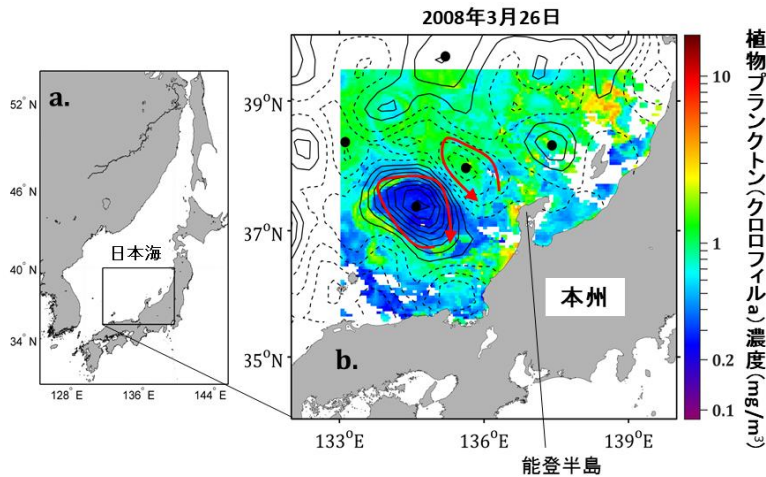 2008年3月26日
a.
52° N
46° N
40° N
34° N
128° E
136° E
144° E
日本海
39°N
37°N
35°N
133°E
136°E
139°E
b.
本州
能登半島
10
1
0.2
0.1
植物プランクトン(クロロフィルa)濃度(mg/m³)